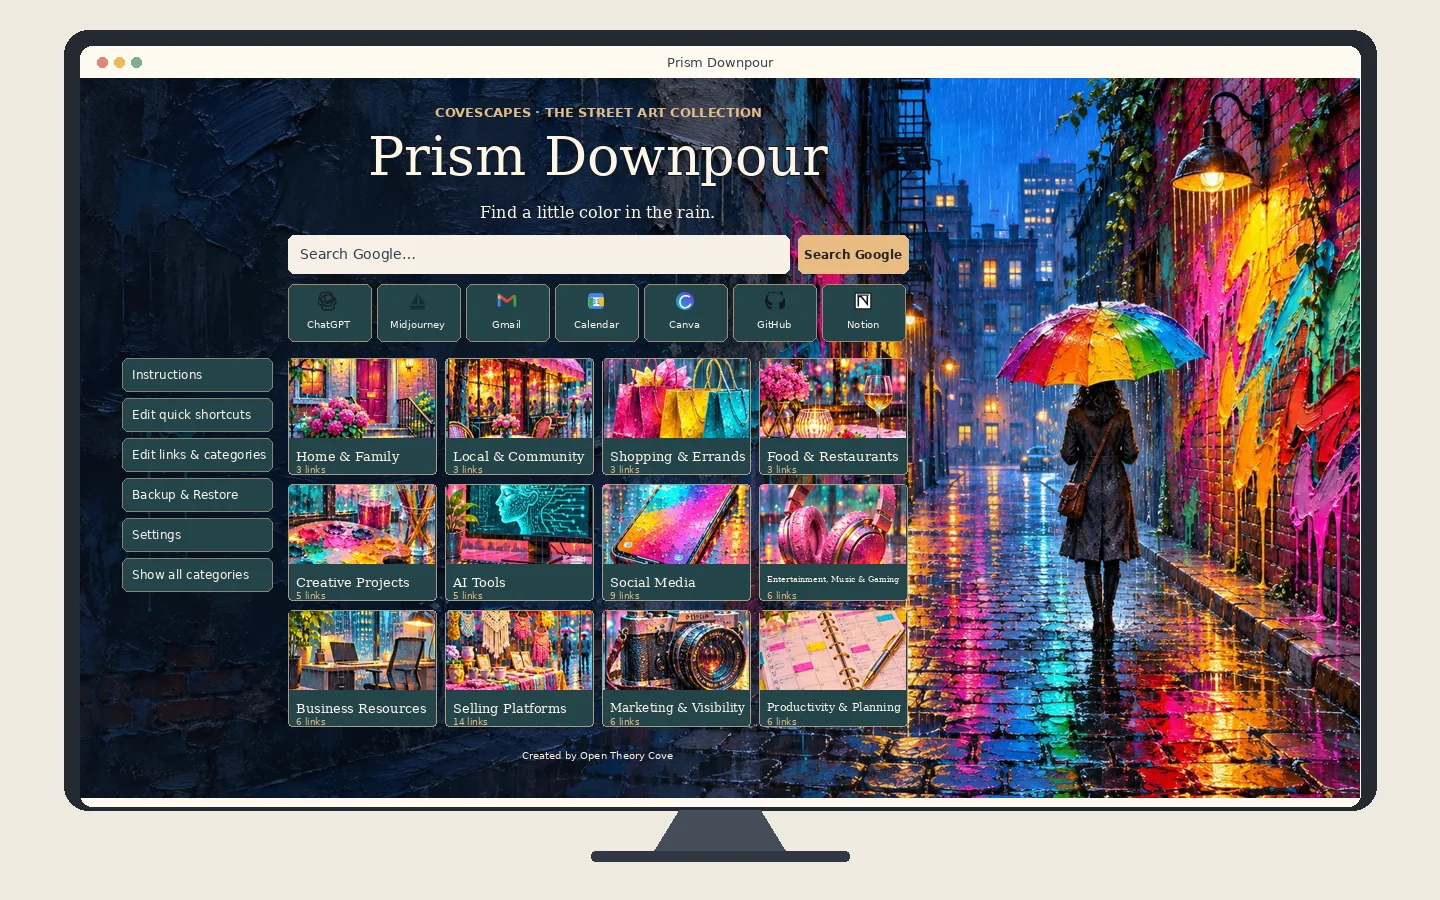 Prism Downpour
COVESCAPES · THE STREET ART COLLECTION
Prism Downpour
Find a little color in the rain.
Search Google...
Search Google
ChatGPT
Midjourney
Gmail
Calendar
Canva
GitHub
Notion
Instructions
Edit quick shortcuts
Edit links & categories
Backup & Restore
Settings
Show all categories
Home & Family
3 links
Local & Community
3 links
Shopping & Errands
3 links
Food & Restaurants
3 links
Creative Projects
5 links
AI Tools
5 links
Social Media
9 links
Entertainment, Music & Gaming
6 links
Business Resources
6 links
Selling Platforms
14 links
Marketing & Visibility
6 links
Productivity & Planning
6 links
Created by Open Theory Cove